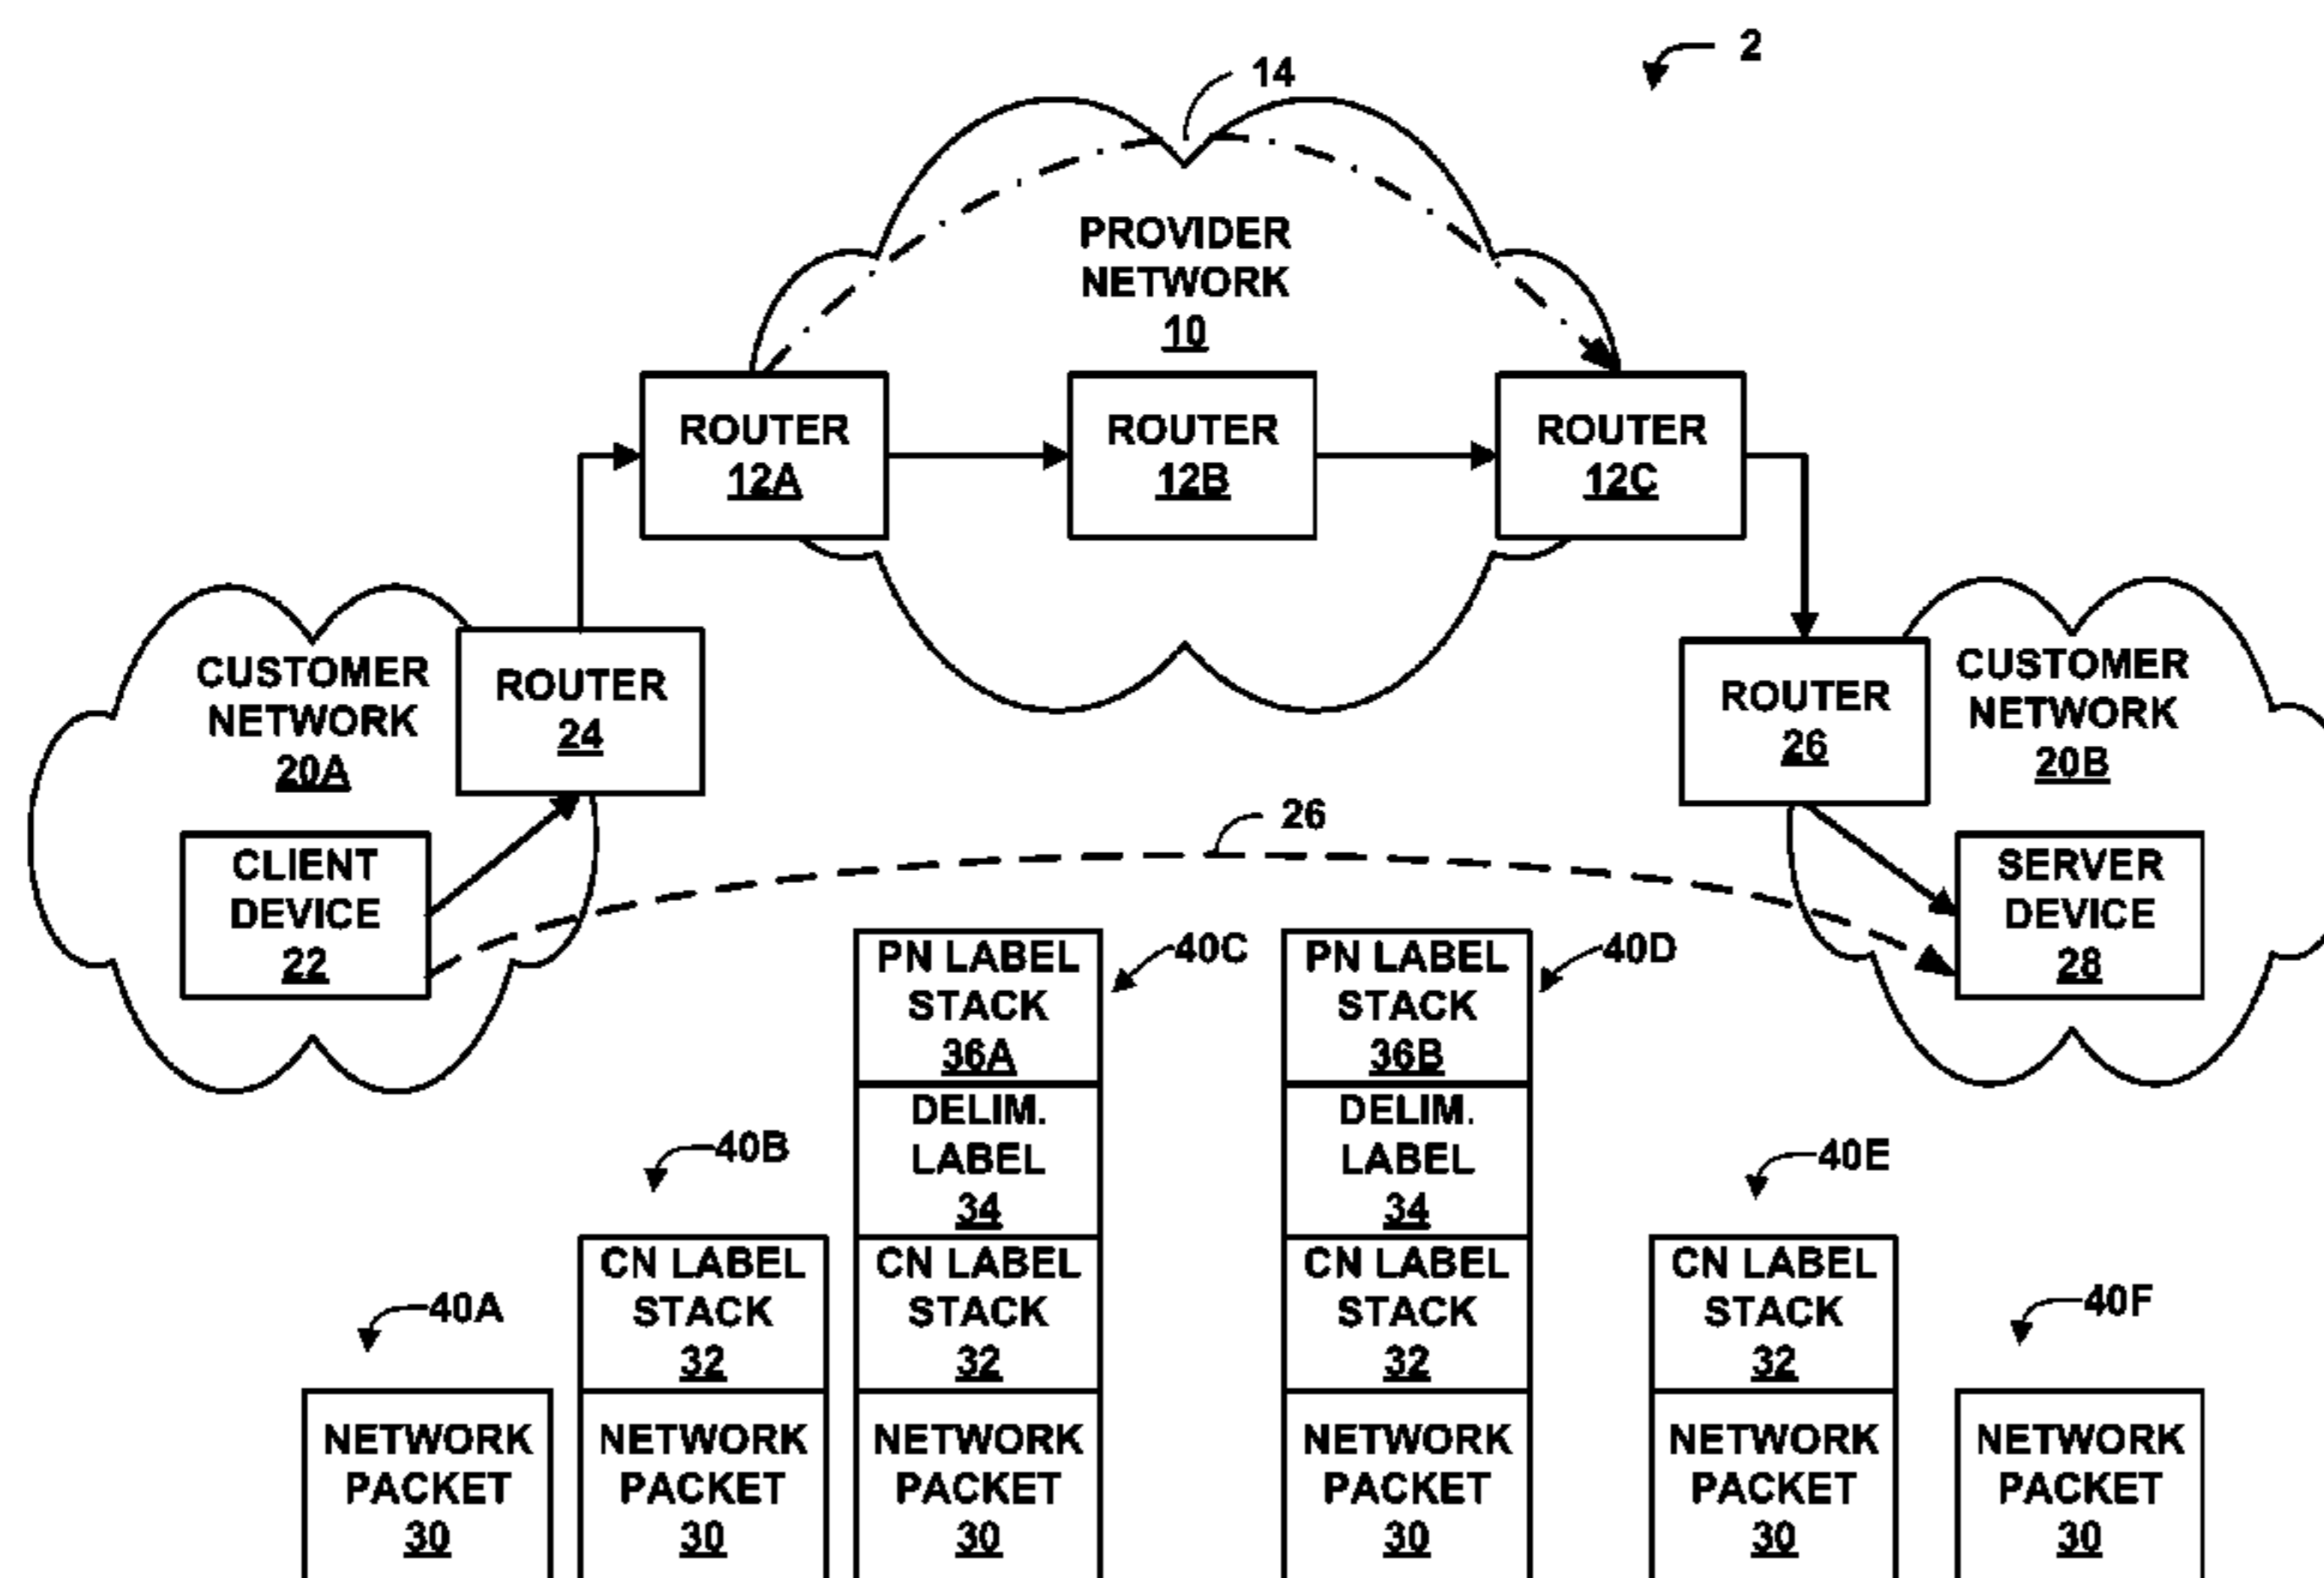 2
14
PROVIDER
NETWORK
10
ROUTER
12A
ROUTER
12B
ROUTER
12C
CUSTOMER
NETWORK
20A
ROUTER
24
ROUTER
26
CUSTOMER
NETWORK
20B
CLIENT
DEVICE
22
26
SERVER
DEVICE
28
40A
NETWORK
PACKET
30
40B
CN LABEL
STACK
32
NETWORK
PACKET
30
40C
PN LABEL
STACK
36A
DELIM.
LABEL
34
CN LABEL
STACK
32
NETWORK
PACKET
30
40D
PN LABEL
STACK
36B
DELIM.
LABEL
34
CN LABEL
STACK
32
NETWORK
PACKET
30
40E
CN LABEL
STACK
32
NETWORK
PACKET
30
40F
NETWORK
PACKET
30